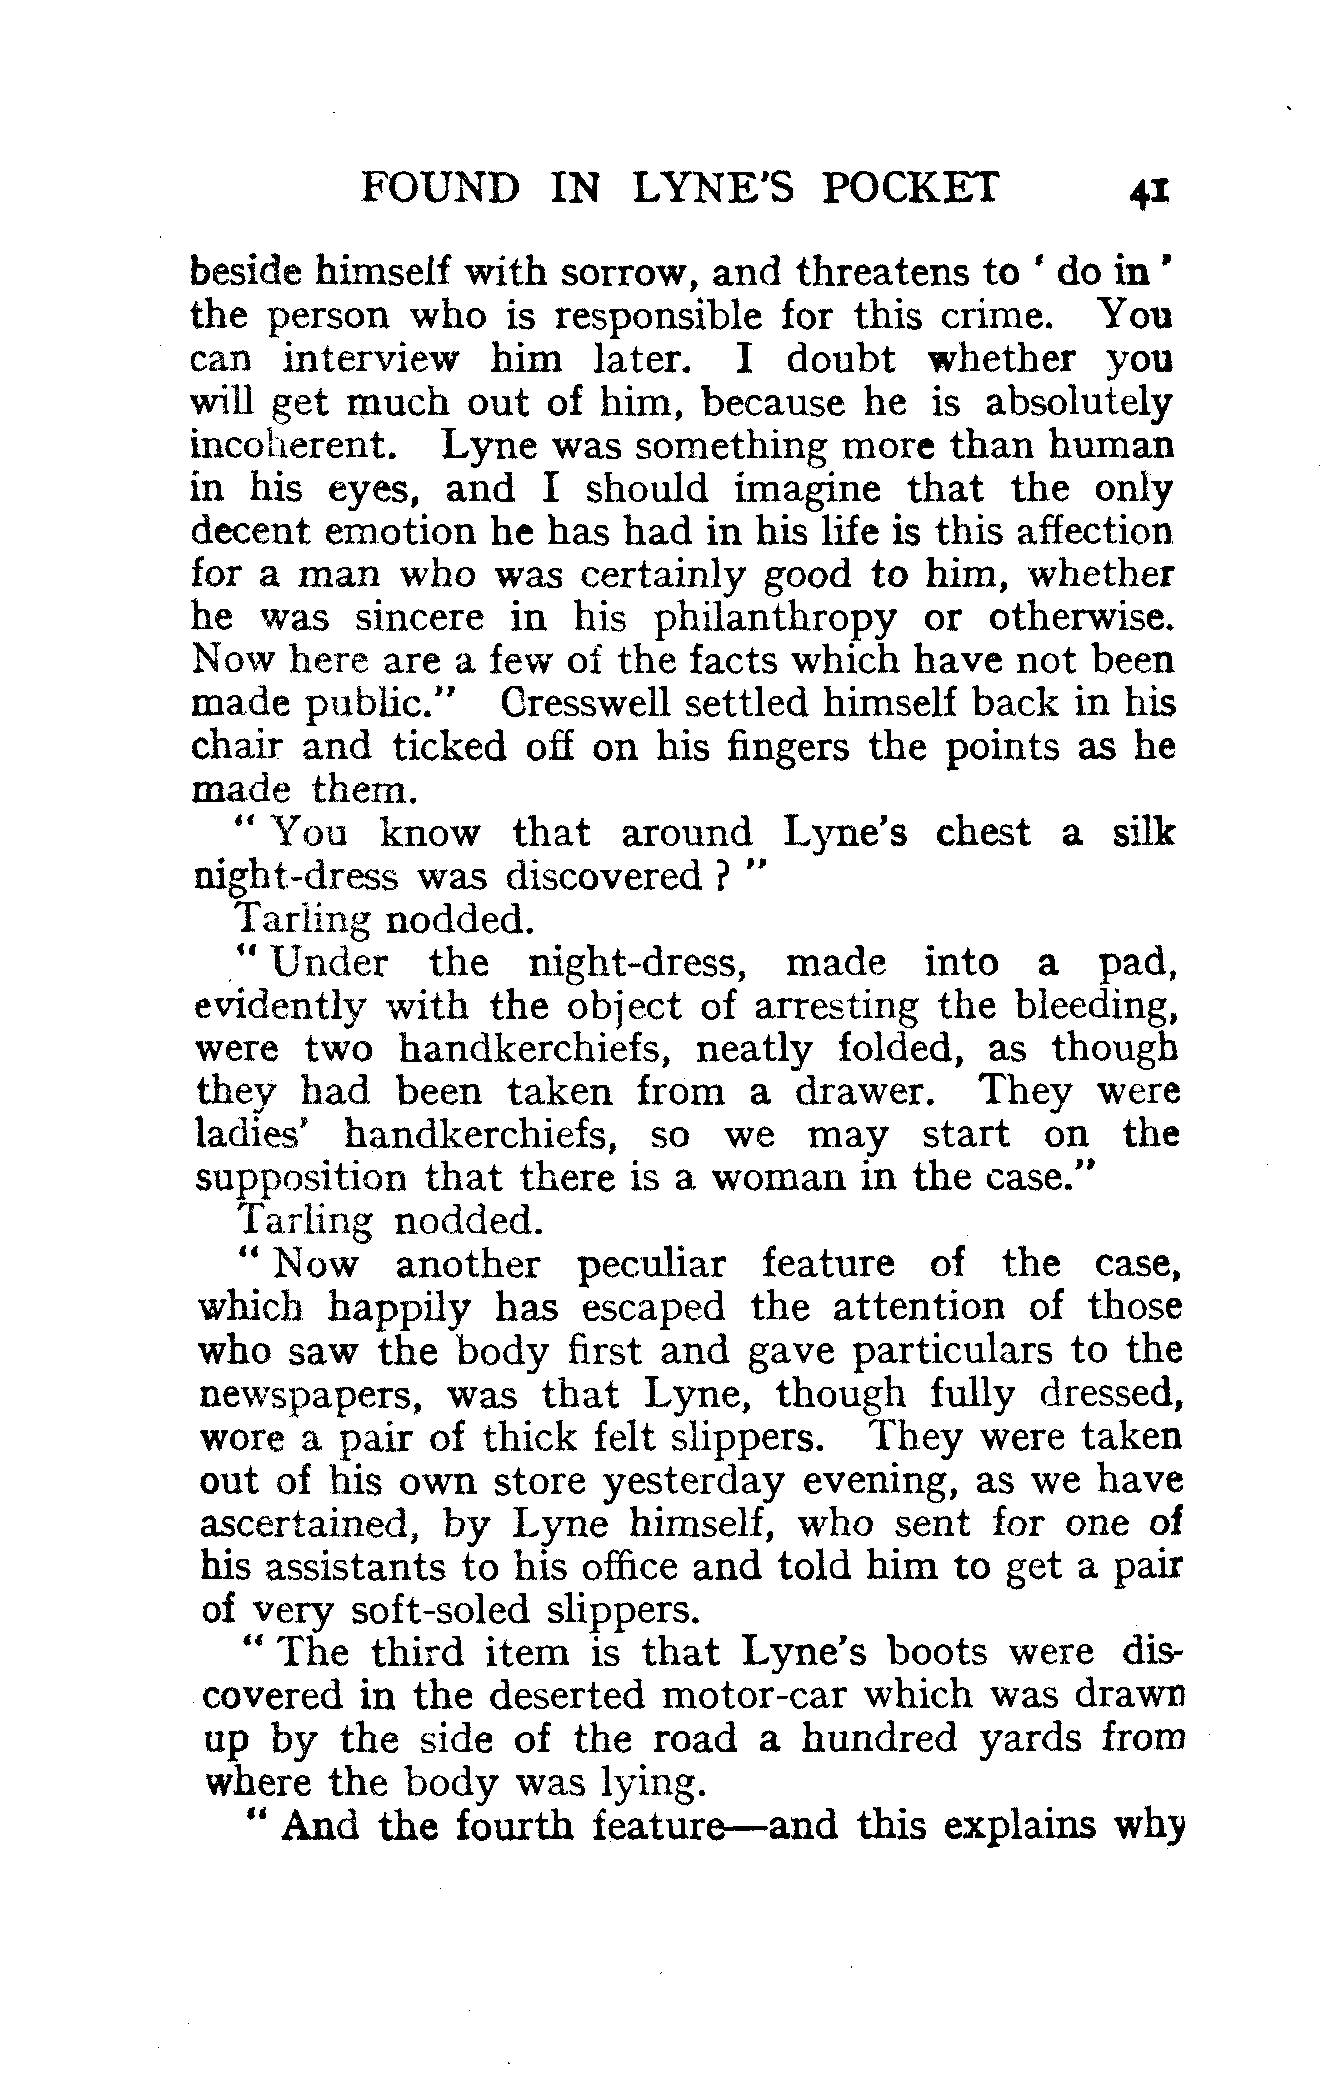 FOUND IN LYNE'S POCKET 41
beside himself with sorrow, and threatens to ' do in '
the person who is responsible for this crime. You
can interview him later. I doubt whether you
will get much out of him, because he is absolutely
incoherent. Lyne was something more than human
in his eyes, and I should imagine that the only
decent emotion he has had in his life is this affection
for a man who was certainly good to him, whether
he was sincere in his philanthropy or otherwise.
Now here are a few of the facts which have not been
made public." Cresswell settled himself back in his
chair and ticked off on his fingers the points as he
made them.
" You know that around Lyne's chest a silk
night-dress was discovered ? "
Tarling nodded.
" Under the night-dress, made into a pad,
evidently with the object of arresting the bleeding,
were two handkerchiefs, neatly folded, as though
they had been taken from a drawer. They were
ladies' handkerchiefs, so we may start on the
supposition that there is a woman in the case."
Tarling nodded.
" Now another peculiar feature of the case,
which happily has escaped the attention of those
who saw the body first and gave particulars to the
newspapers, was that Lyne, though fully dressed,
wore a pair of thick felt slippers. They were taken
out of his own store yesterday evening, as we have
ascertained, by Lyne himself, who sent for one of
his assistants to his office and told him to get a pair
of very soft-soled slippers.
" The third item is that Lyne's boots were dis-
covered in the deserted motor-car which was drawn
up by the side of the road a hundred yards from
where the body was lying.
" And the fourth feature—and this explains why